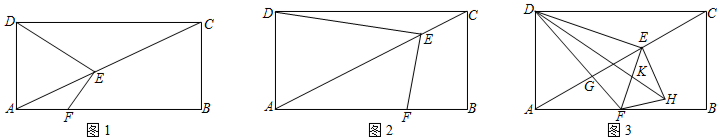 D C E A F B
图1
D C E A F B
图2
D C E K G H A F B
图3